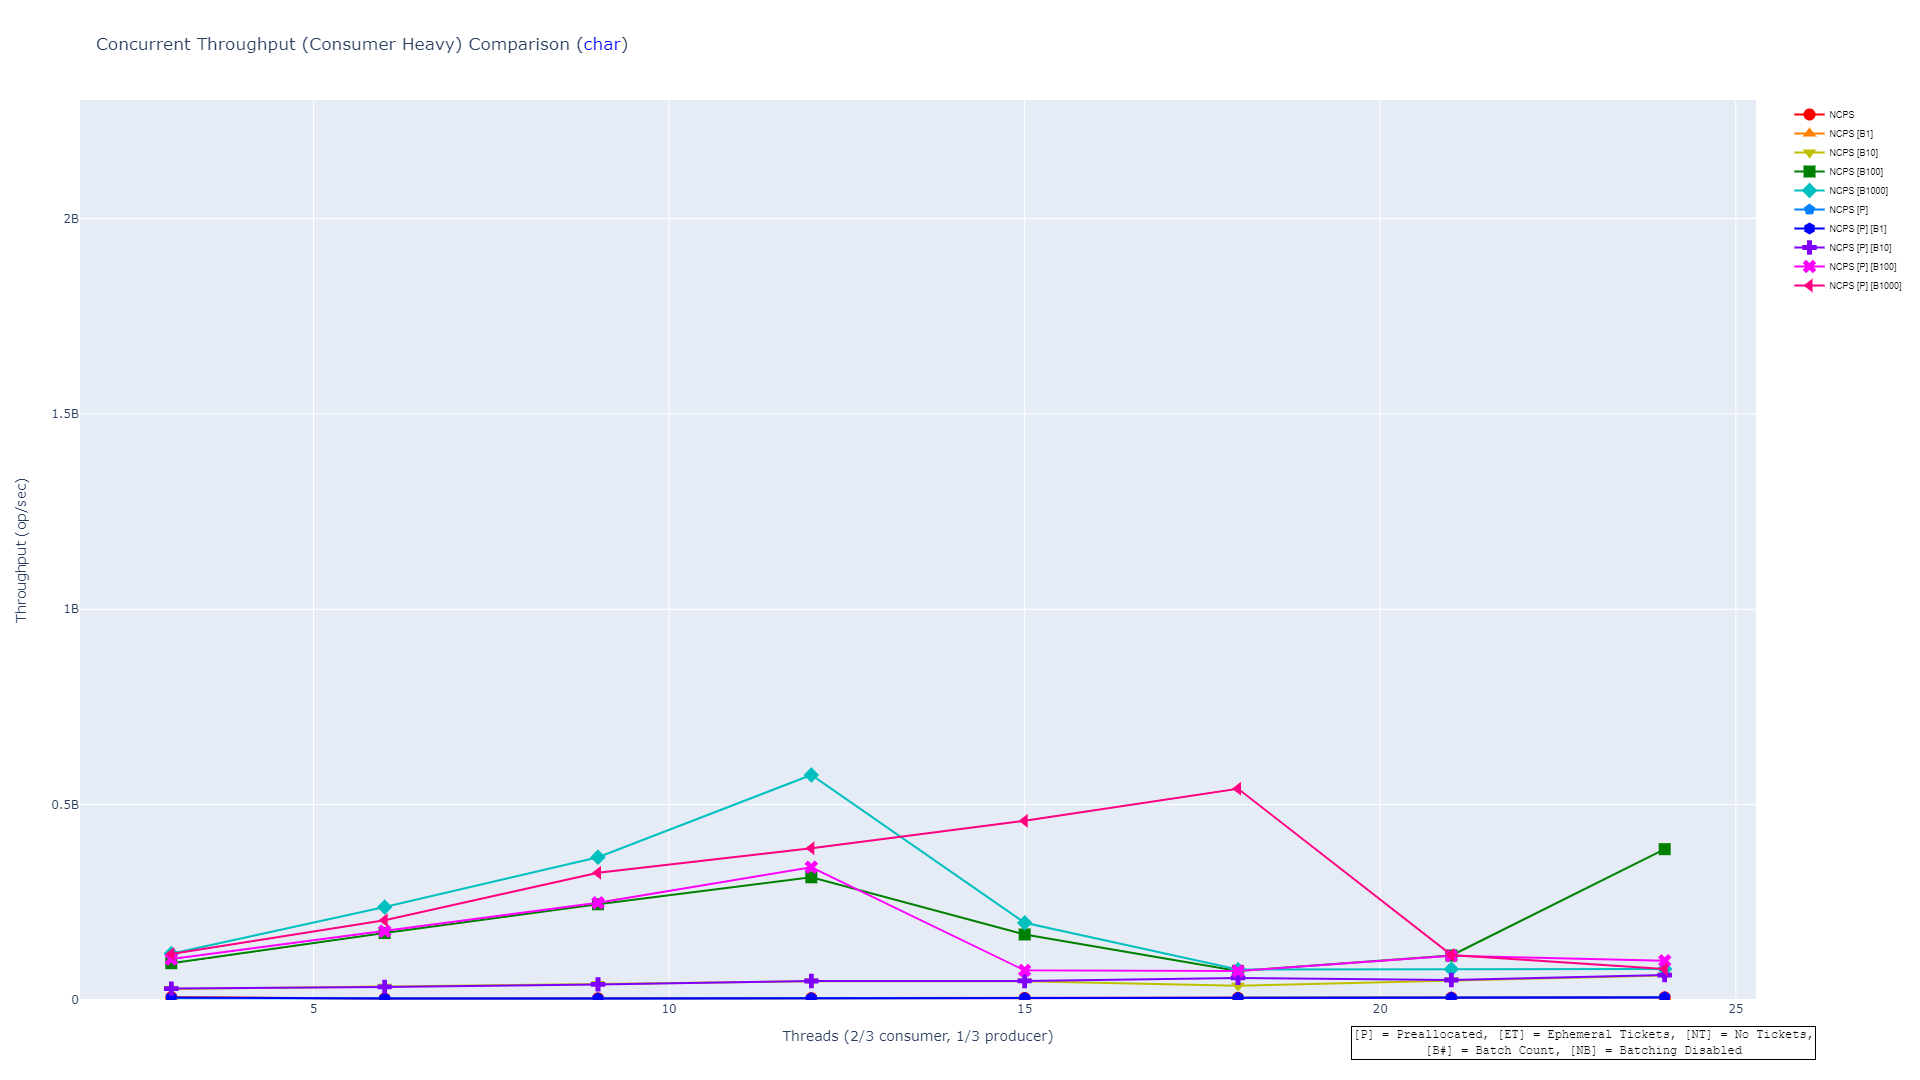 Concurrent Throughput (Consumer Heavy) Comparison (char)
NCPS
NCPS [B1]
NCPS [B10]
NCPS [B100]
NCPS [B1000]
NCPS [P]
NCPS [P] [B1]
NCPS [P] [B10]
NCPS [P] [B100]
NCPS [P] [B1000]
2B
1.5B
1B
0.5B
0
Throughput (op/sec)
5 10 15 20 25
Threads (2/3 consumer, 1/3 producer)
[P] = Preallocated, [ET] = Ephemeral Tickets, [NT] = No Tickets,
[B#] = Batch Count, [NB] = Batching Disabled